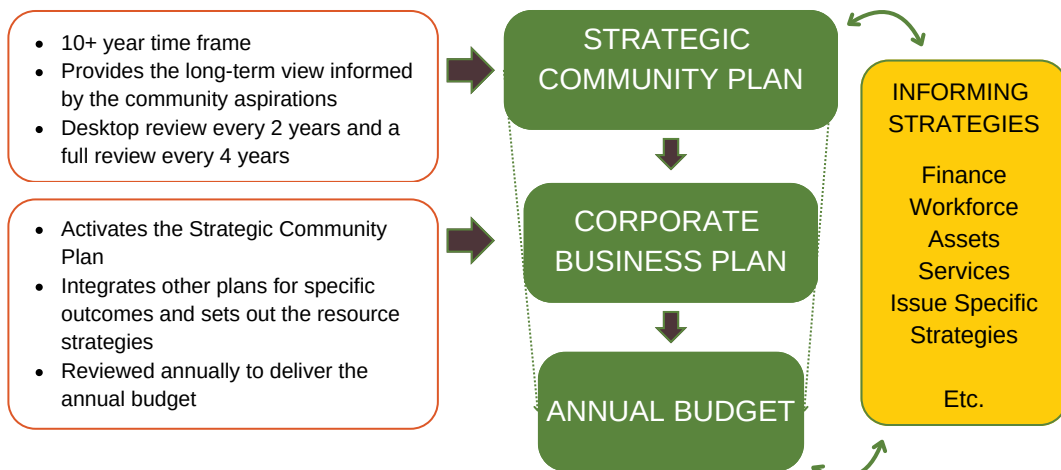 • 10+ year time frame
• Provides the long-term view informed
by the community aspirations
• Desktop review every 2 years and a
full review every 4 years
• Activates the Strategic Community
Plan
• Integrates other plans for specific
outcomes and sets out the resource
strategies
• Reviewed annually to deliver the
annual budget
STRATEGIC
COMMUNITY PLAN
CORPORATE
BUSINESS PLAN
ANNUAL BUDGET
INFORMING
STRATEGIES
Finance
Workforce
Assets
Services
Issue Specific
Strategies
Etc.